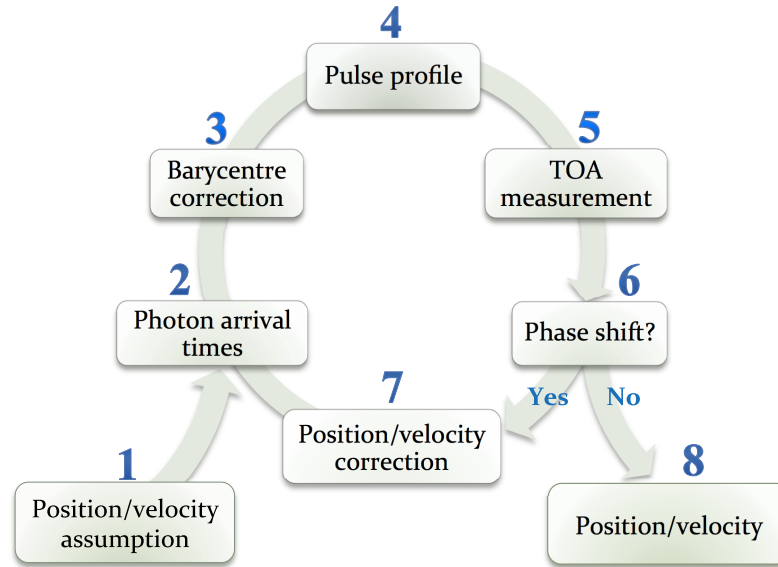 4
Pulse profile
3
Barycentre
correction
5
TOA
measurement
2
Photon arrival
times
6
Phase shift?
Yes No
7
Position/velocity
correction
1
Position/velocity
assumption
8
Position/velocity